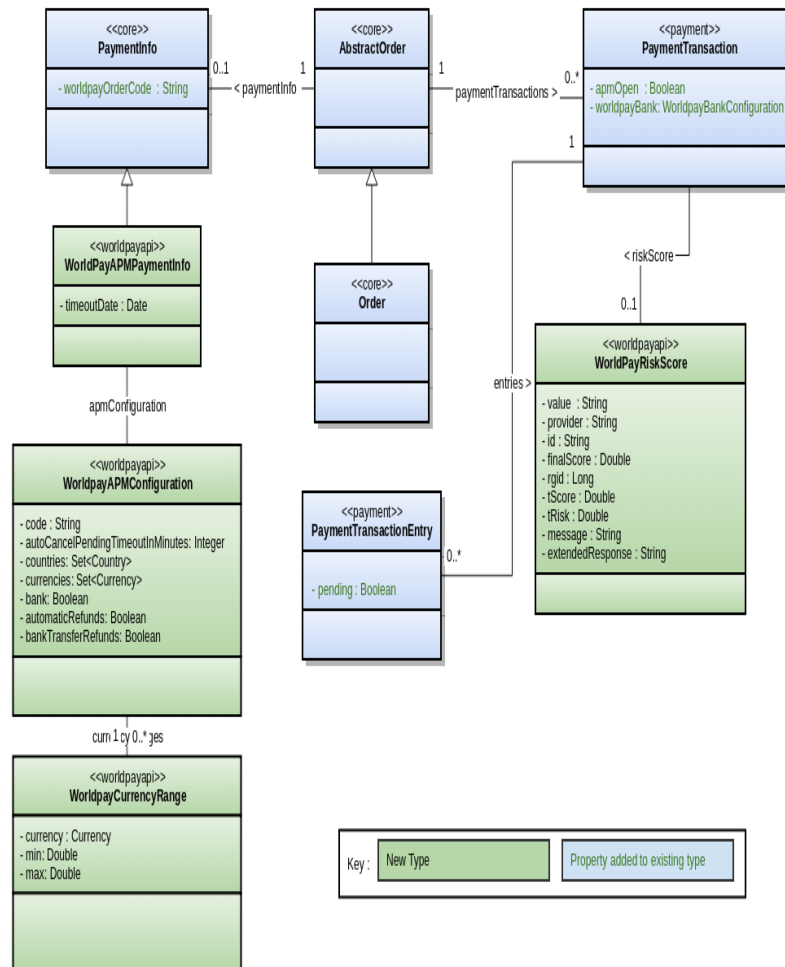 <<core>>
PaymentInfo
- worldpayOrderCode : String
0..1
< paymentInfo
1
<<core>>
AbstractOrder
1
paymentTransactions >
0..*
<<payment>>
PaymentTransaction
- apmOpen : Boolean
- worldpayBank: WorldpayBankConfiguration
1
<<worldpayapi>>
WorldPayAPMPaymentInfo
- timeoutDate : Date
<<core>>
Order
< riskScore
0..1
entries >
<<worldpayapi>>
WorldPayRiskScore
- value : String
- provider : String
- id : String
- finalScore : Double
- rgid : Long
- tScore : Double
- tRisk : Double
- message : String
- extendedResponse : String
apmConfiguration
<<worldpayapi>>
WorldpayAPMConfiguration
- code : String
- autoCancelPendingTimeoutInMinutes: Integer
- countries: Set<Country>
- currencies: Set<Currency>
- bank: Boolean
- automaticRefunds: Boolean
- bankTransferRefunds: Boolean
<<payment>>
PaymentTransactionEntry
- pending : Boolean
0..*
1 0..*
<<worldpayapi>>
WorldpayCurrencyRange
- currency : Currency
- min: Double
- max: Double
Key :
New Type
Property added to existing type